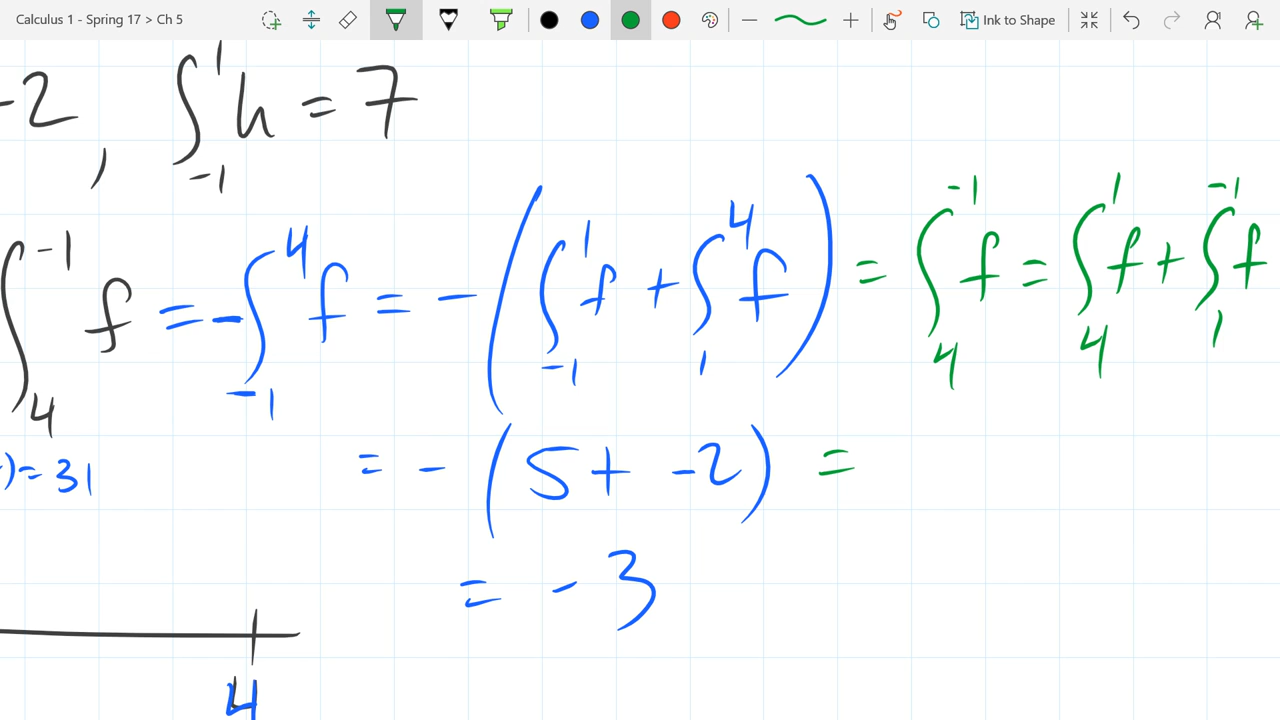 Calculus 1 - Spring 17 > Ch 5
Ink to Shape
-2 , ∫_{-1}^{1} h = 7
∫_{4}^{-1} f = -∫_{-1}^{4} f = -( ∫_{-1}^{1} f + ∫_{1}^{4} f ) = ∫_{4}^{-1} f = ∫_{4}^{1} f + ∫_{1}^{-1} f
) = 31
= - (5 + -2) =
= -3
4